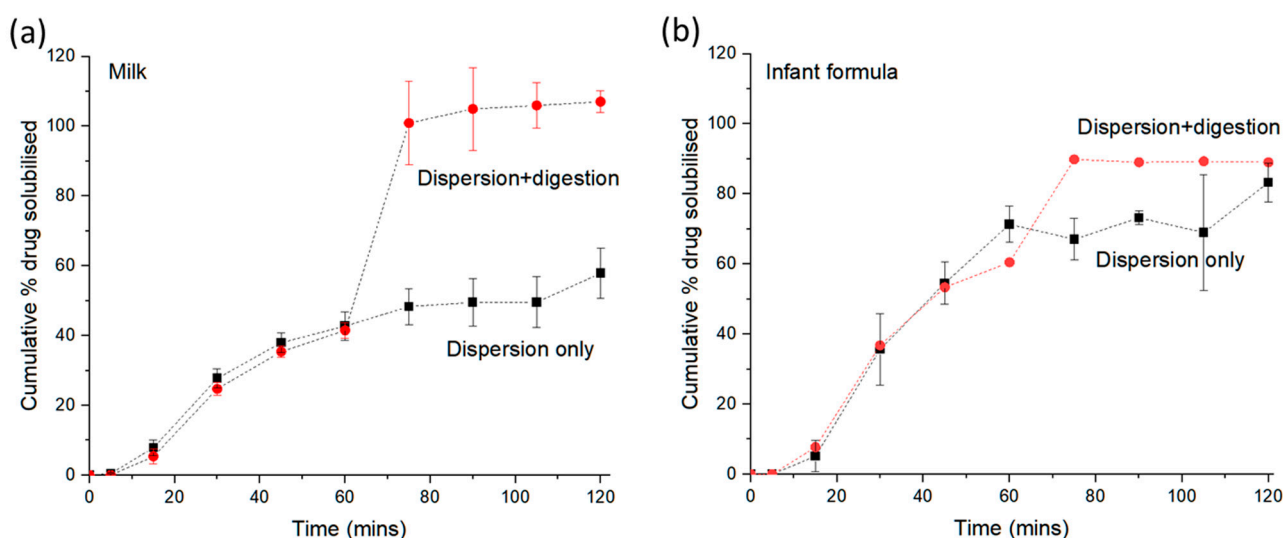 (a)
Milk
Cumulative % drug solubilised
120
100
80
60
40
20
0
Dispersion+digestion
Dispersion only
0 20 40 60 80 100 120
Time (mins)
(b)
Infant formula
Cumulative % drug solubilised
120
100
80
60
40
20
0
Dispersion+digestion
Dispersion only
0 20 40 60 80 100 120
Time (mins)